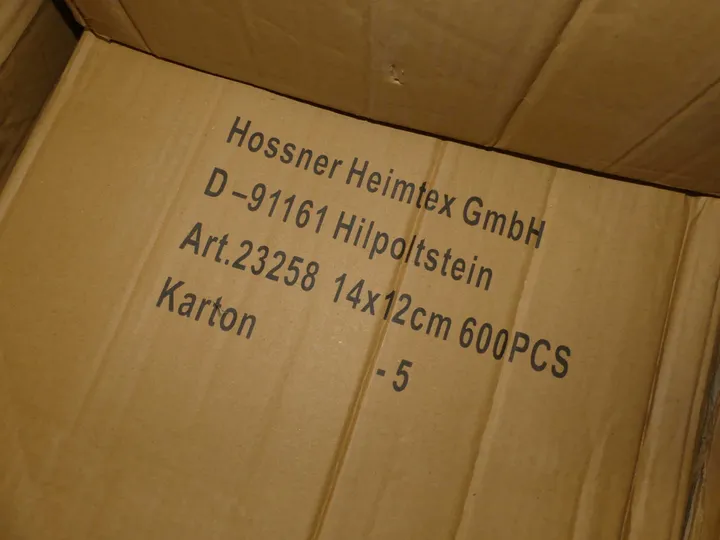 Hossner Heimtex GmbH
D-91161 Hilpoltstein
Art.23258 14x12cm 600PCS
Karton - 5